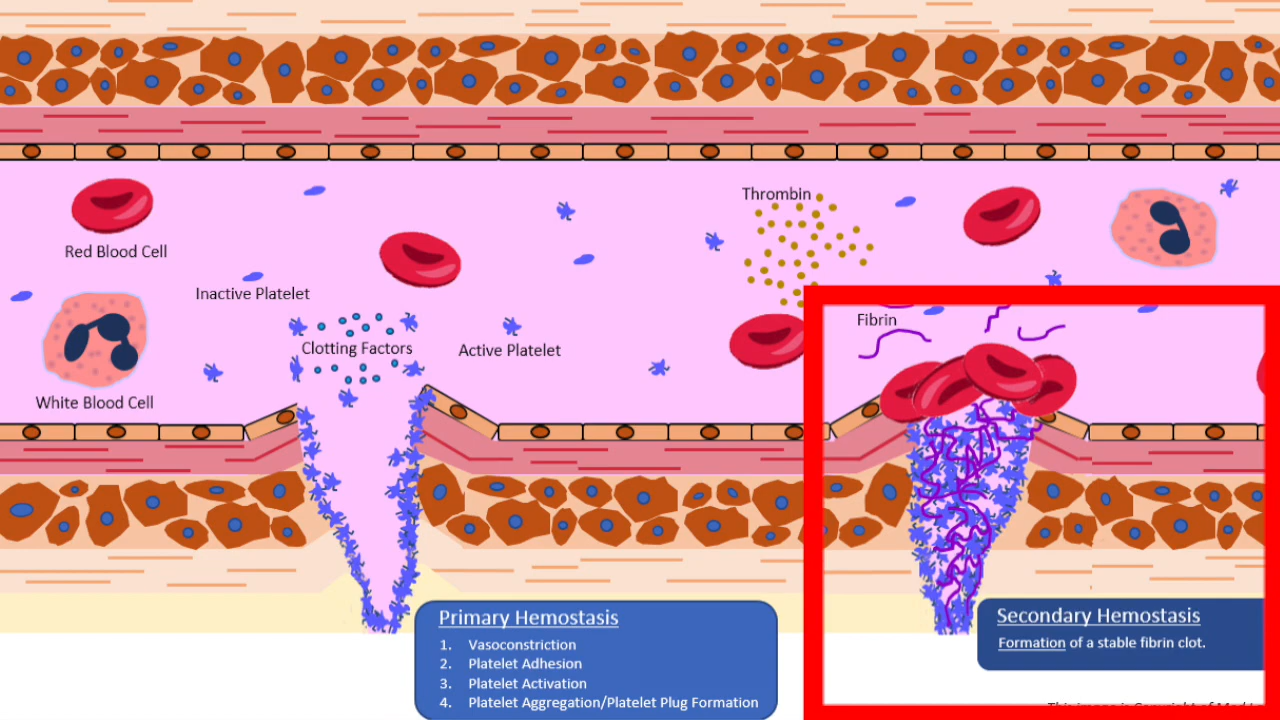 Thrombin
Red Blood Cell
Inactive Platelet
Fibrin
Clotting Factors
Active Platelet
White Blood Cell
Primary Hemostasis
1. Vasoconstriction
2. Platelet Adhesion
3. Platelet Activation
4. Platelet Aggregation/Platelet Plug Formation
Secondary Hemostasis
Formation of a stable fibrin clot.
This image is Copyright of